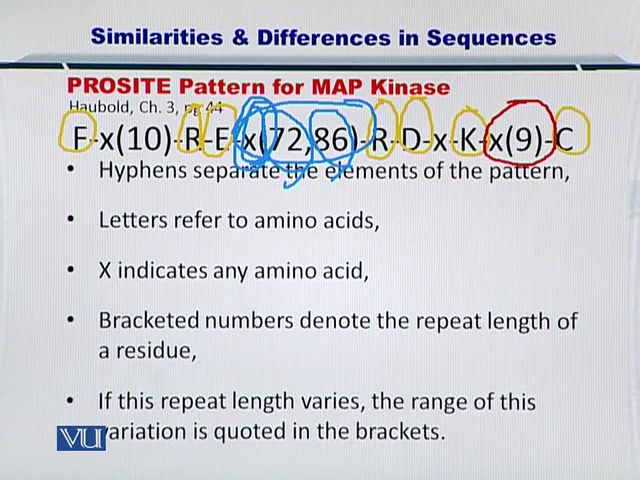 Similarities & Differences in Sequences
PROSITE Pattern for MAP Kinase
Haubold, Ch. 3, pg 44
F-x(10)-R-E-x(72,86)-R-D-x-K-x(9)-C
• Hyphens separate the elements of the pattern,
• Letters refer to amino acids,
• X indicates any amino acid,
• Bracketed numbers denote the repeat length of
a residue,
• If this repeat length varies, the range of this
variation is quoted in the brackets.
VU